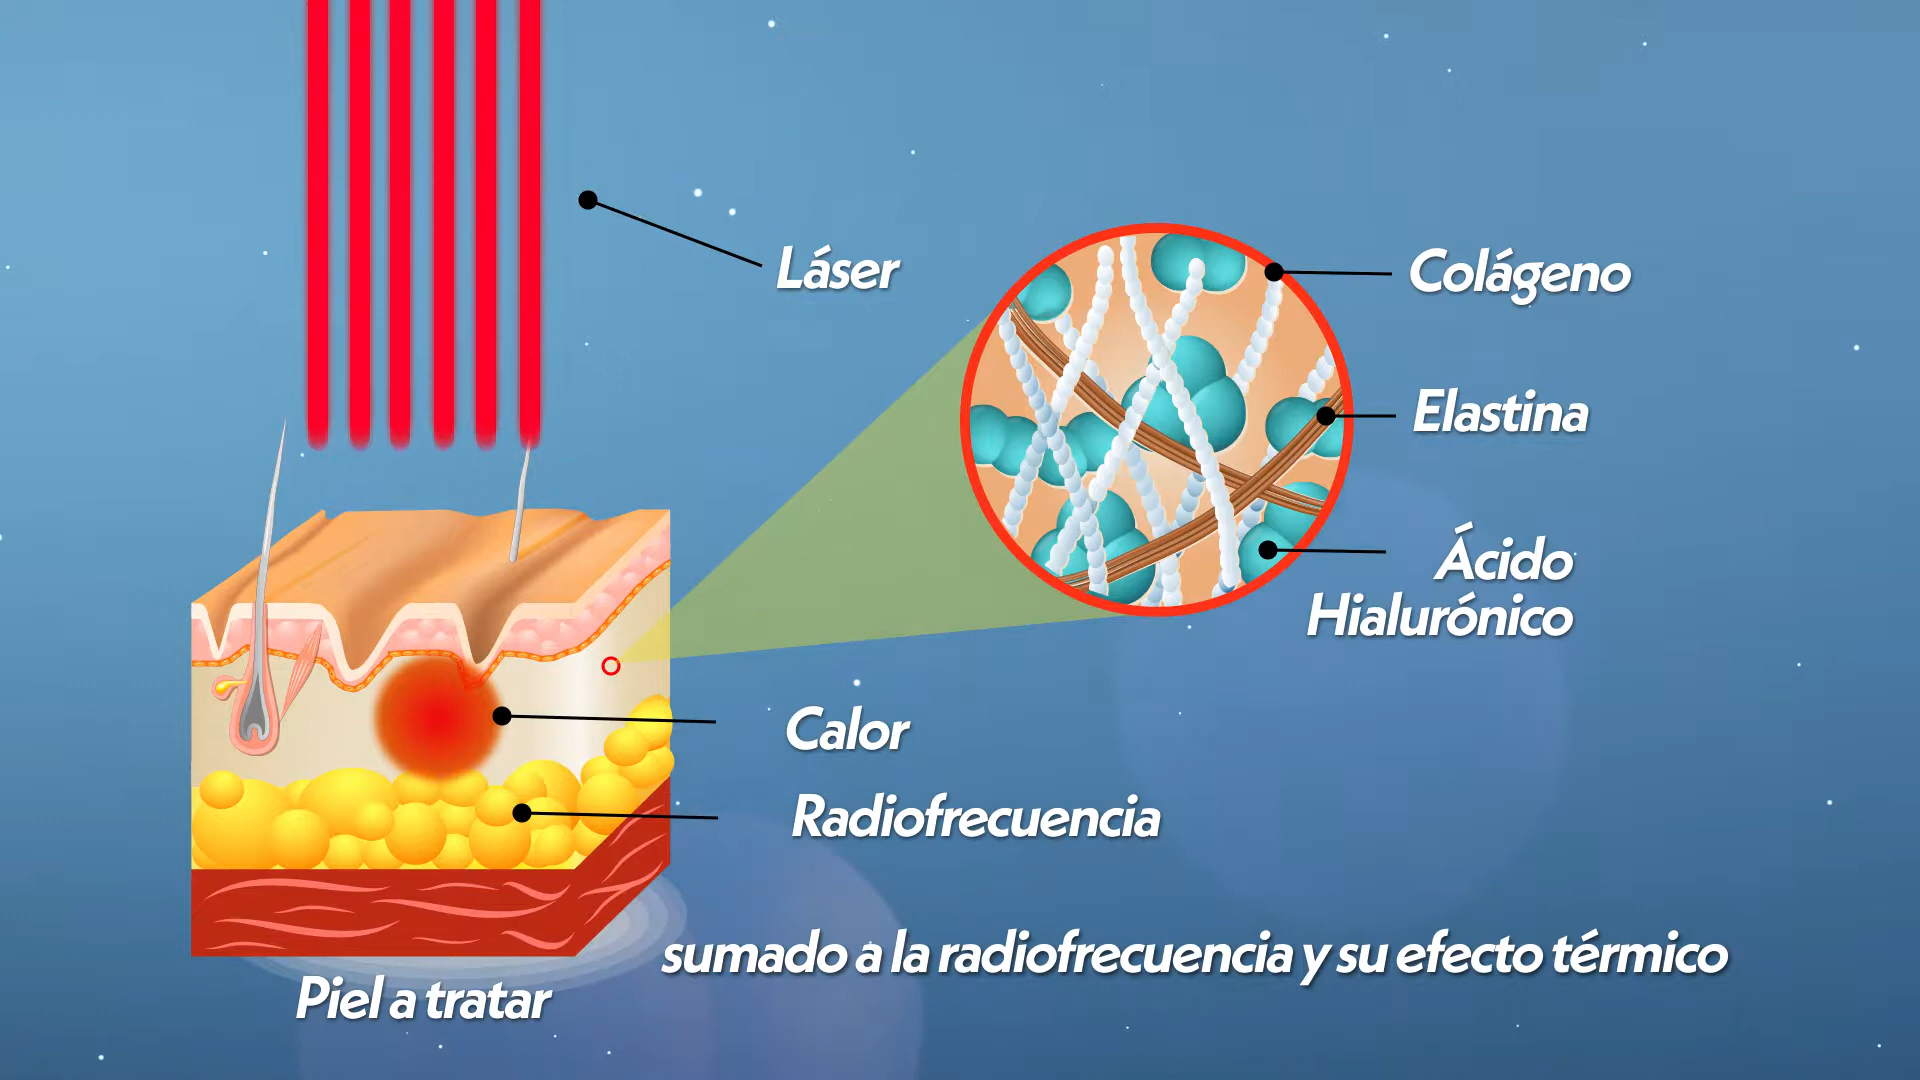 Láser
Colágeno
Elastina
Ácido
Hialurónico
Calor
Radiofrecuencia
sumado a la radiofrecuencia y su efecto térmico
Piel a tratar